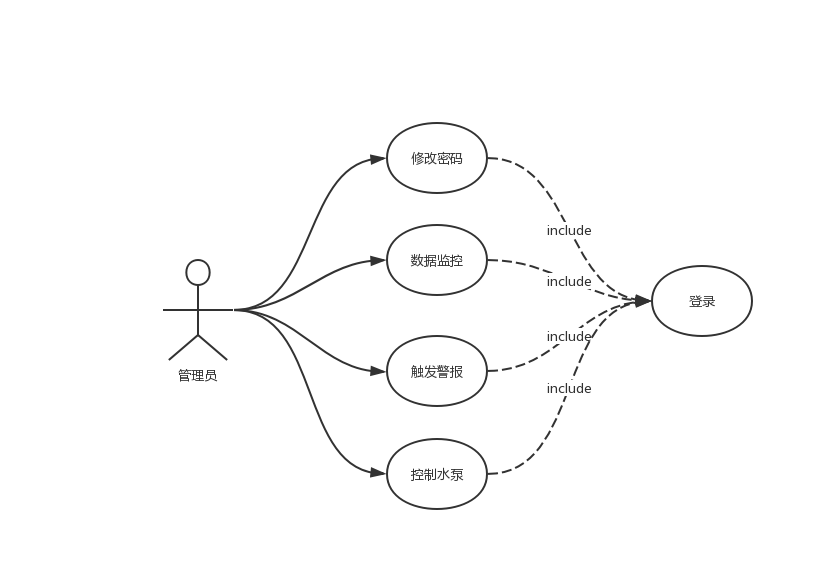 修改密码
include
数据监控
include
登录
管理员
include
触发警报
include
控制水泵